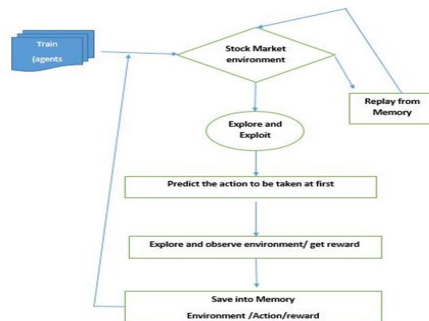 Train
(agents
Stock Market
environment
Replay from
Memory
Explore and
Exploit
Predict the action to be taken at first
Explore and observe environment/ get reward
Save into Memory
Environment /Action/reward